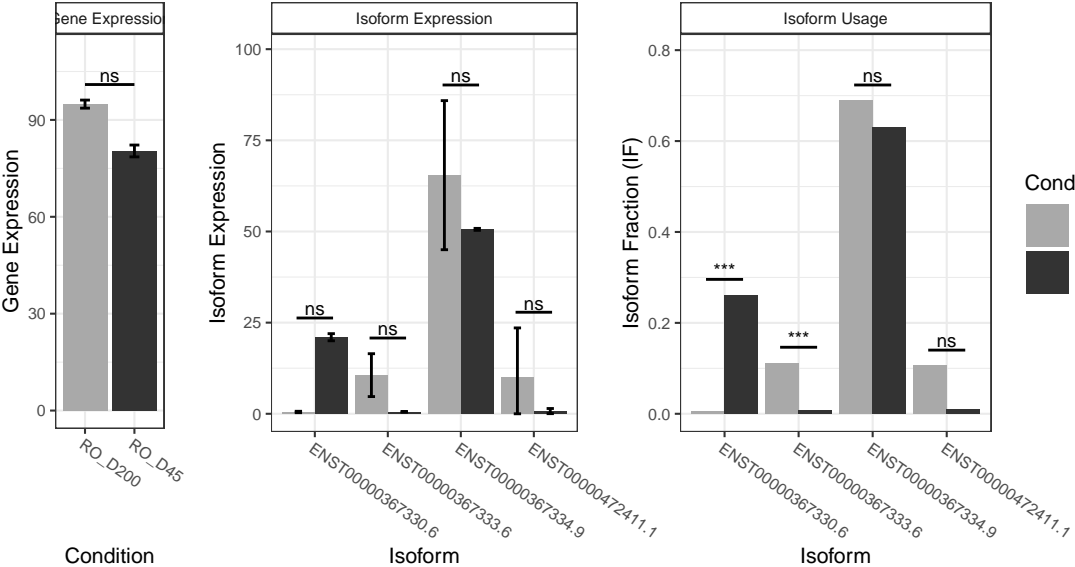 Gene Expression
Isoform Expression
Isoform Usage
Gene Expression
90
60
30
0
ns
RO_D200
RO_D45
Condition
Isoform Expression
100
75
50
25
0
ns
ns
ns
ns
ENST00000367330.6
ENST00000367333.6
ENST00000367334.9
ENST00000472411.1
Isoform
Isoform Fraction (IF)
0.8
0.6
0.4
0.2
0.0
***
***
ns
ns
ENST00000367330.6
ENST00000367333.6
ENST00000367334.9
ENST00000472411.1
Isoform
Cond